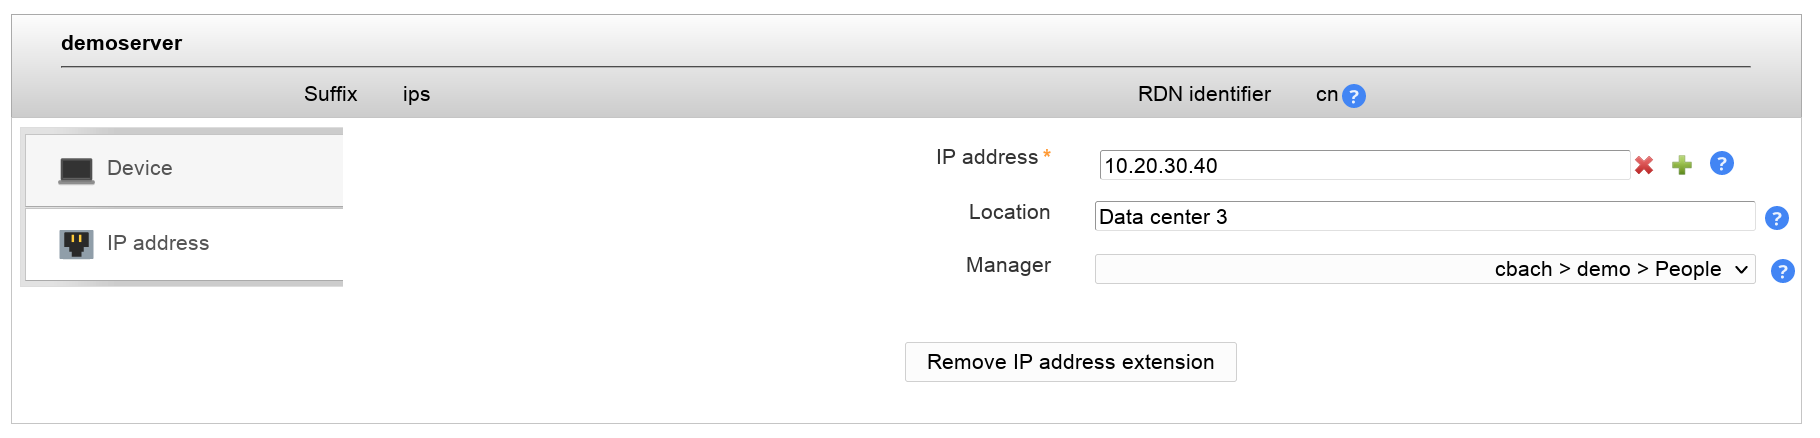 demoserver
Suffix ips RDN identifier cn ?
Device
IP address
IP address * 10.20.30.40 ?
Location Data center 3 ?
Manager cbach > demo > People ?
Remove IP address extension